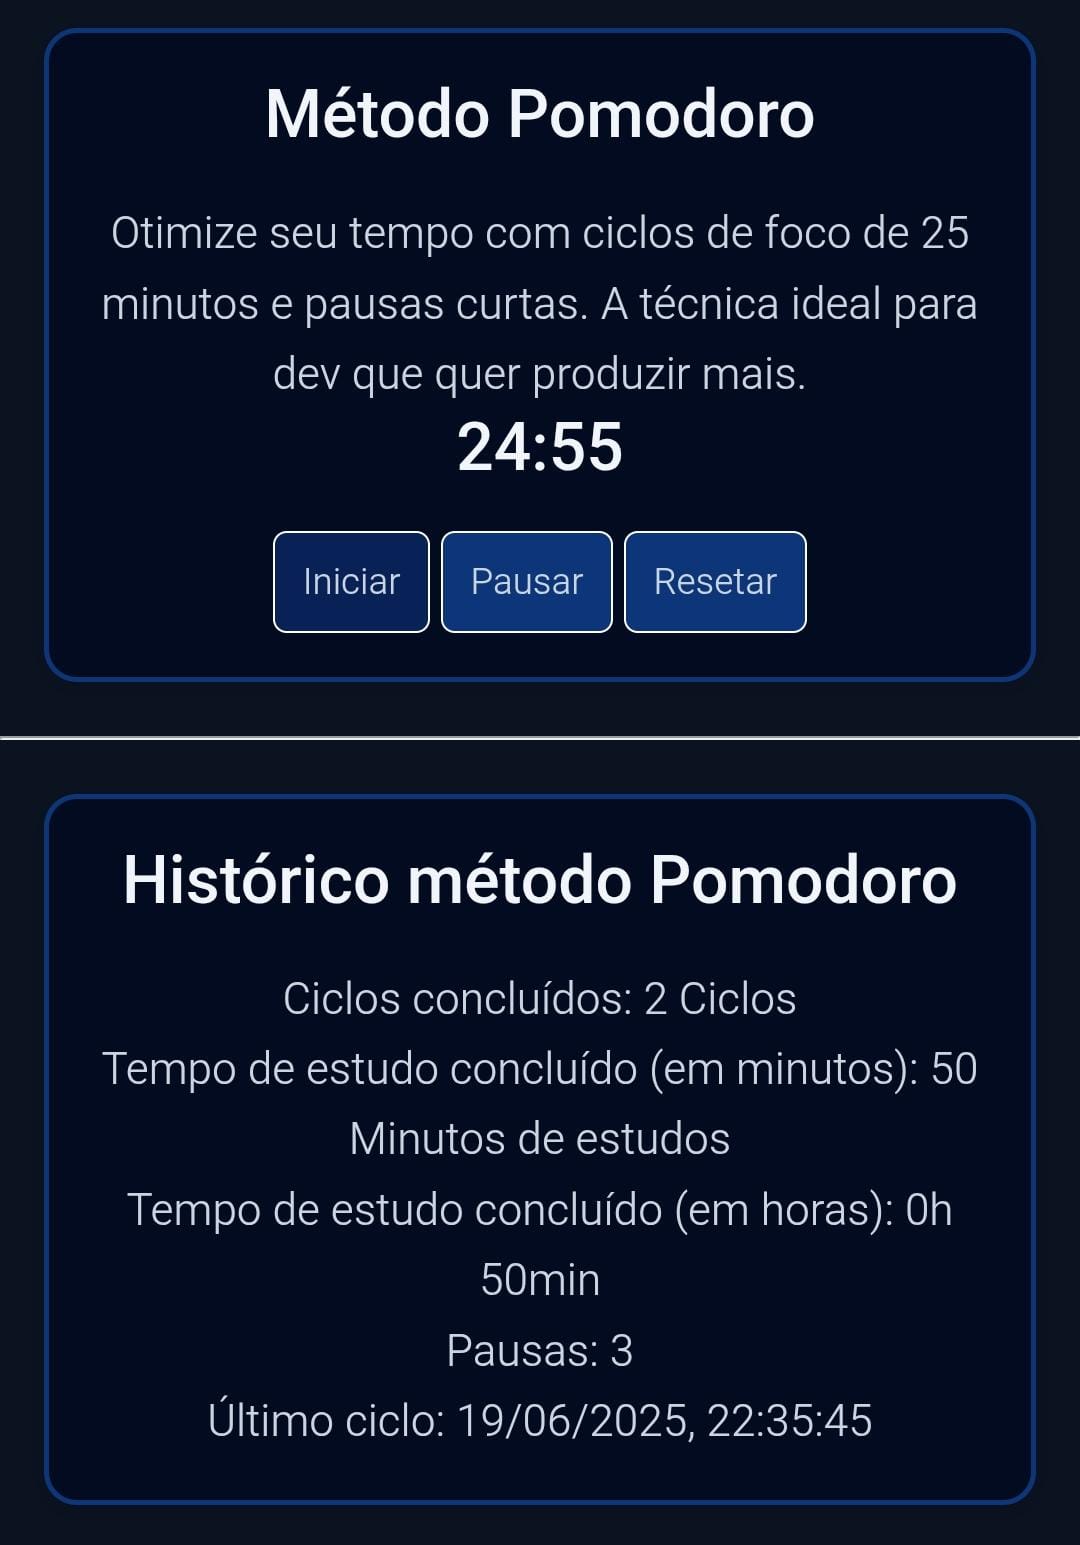 Método Pomodoro
Otimize seu tempo com ciclos de foco de 25
minutos e pausas curtas. A técnica ideal para
dev que quer produzir mais.
24:55
Iniciar Pausar Resetar
Histórico método Pomodoro
Ciclos concluídos: 2 Ciclos
Tempo de estudo concluído (em minutos): 50
Minutos de estudos
Tempo de estudo concluído (em horas): 0h
50min
Pausas: 3
Último ciclo: 19/06/2025, 22:35:45